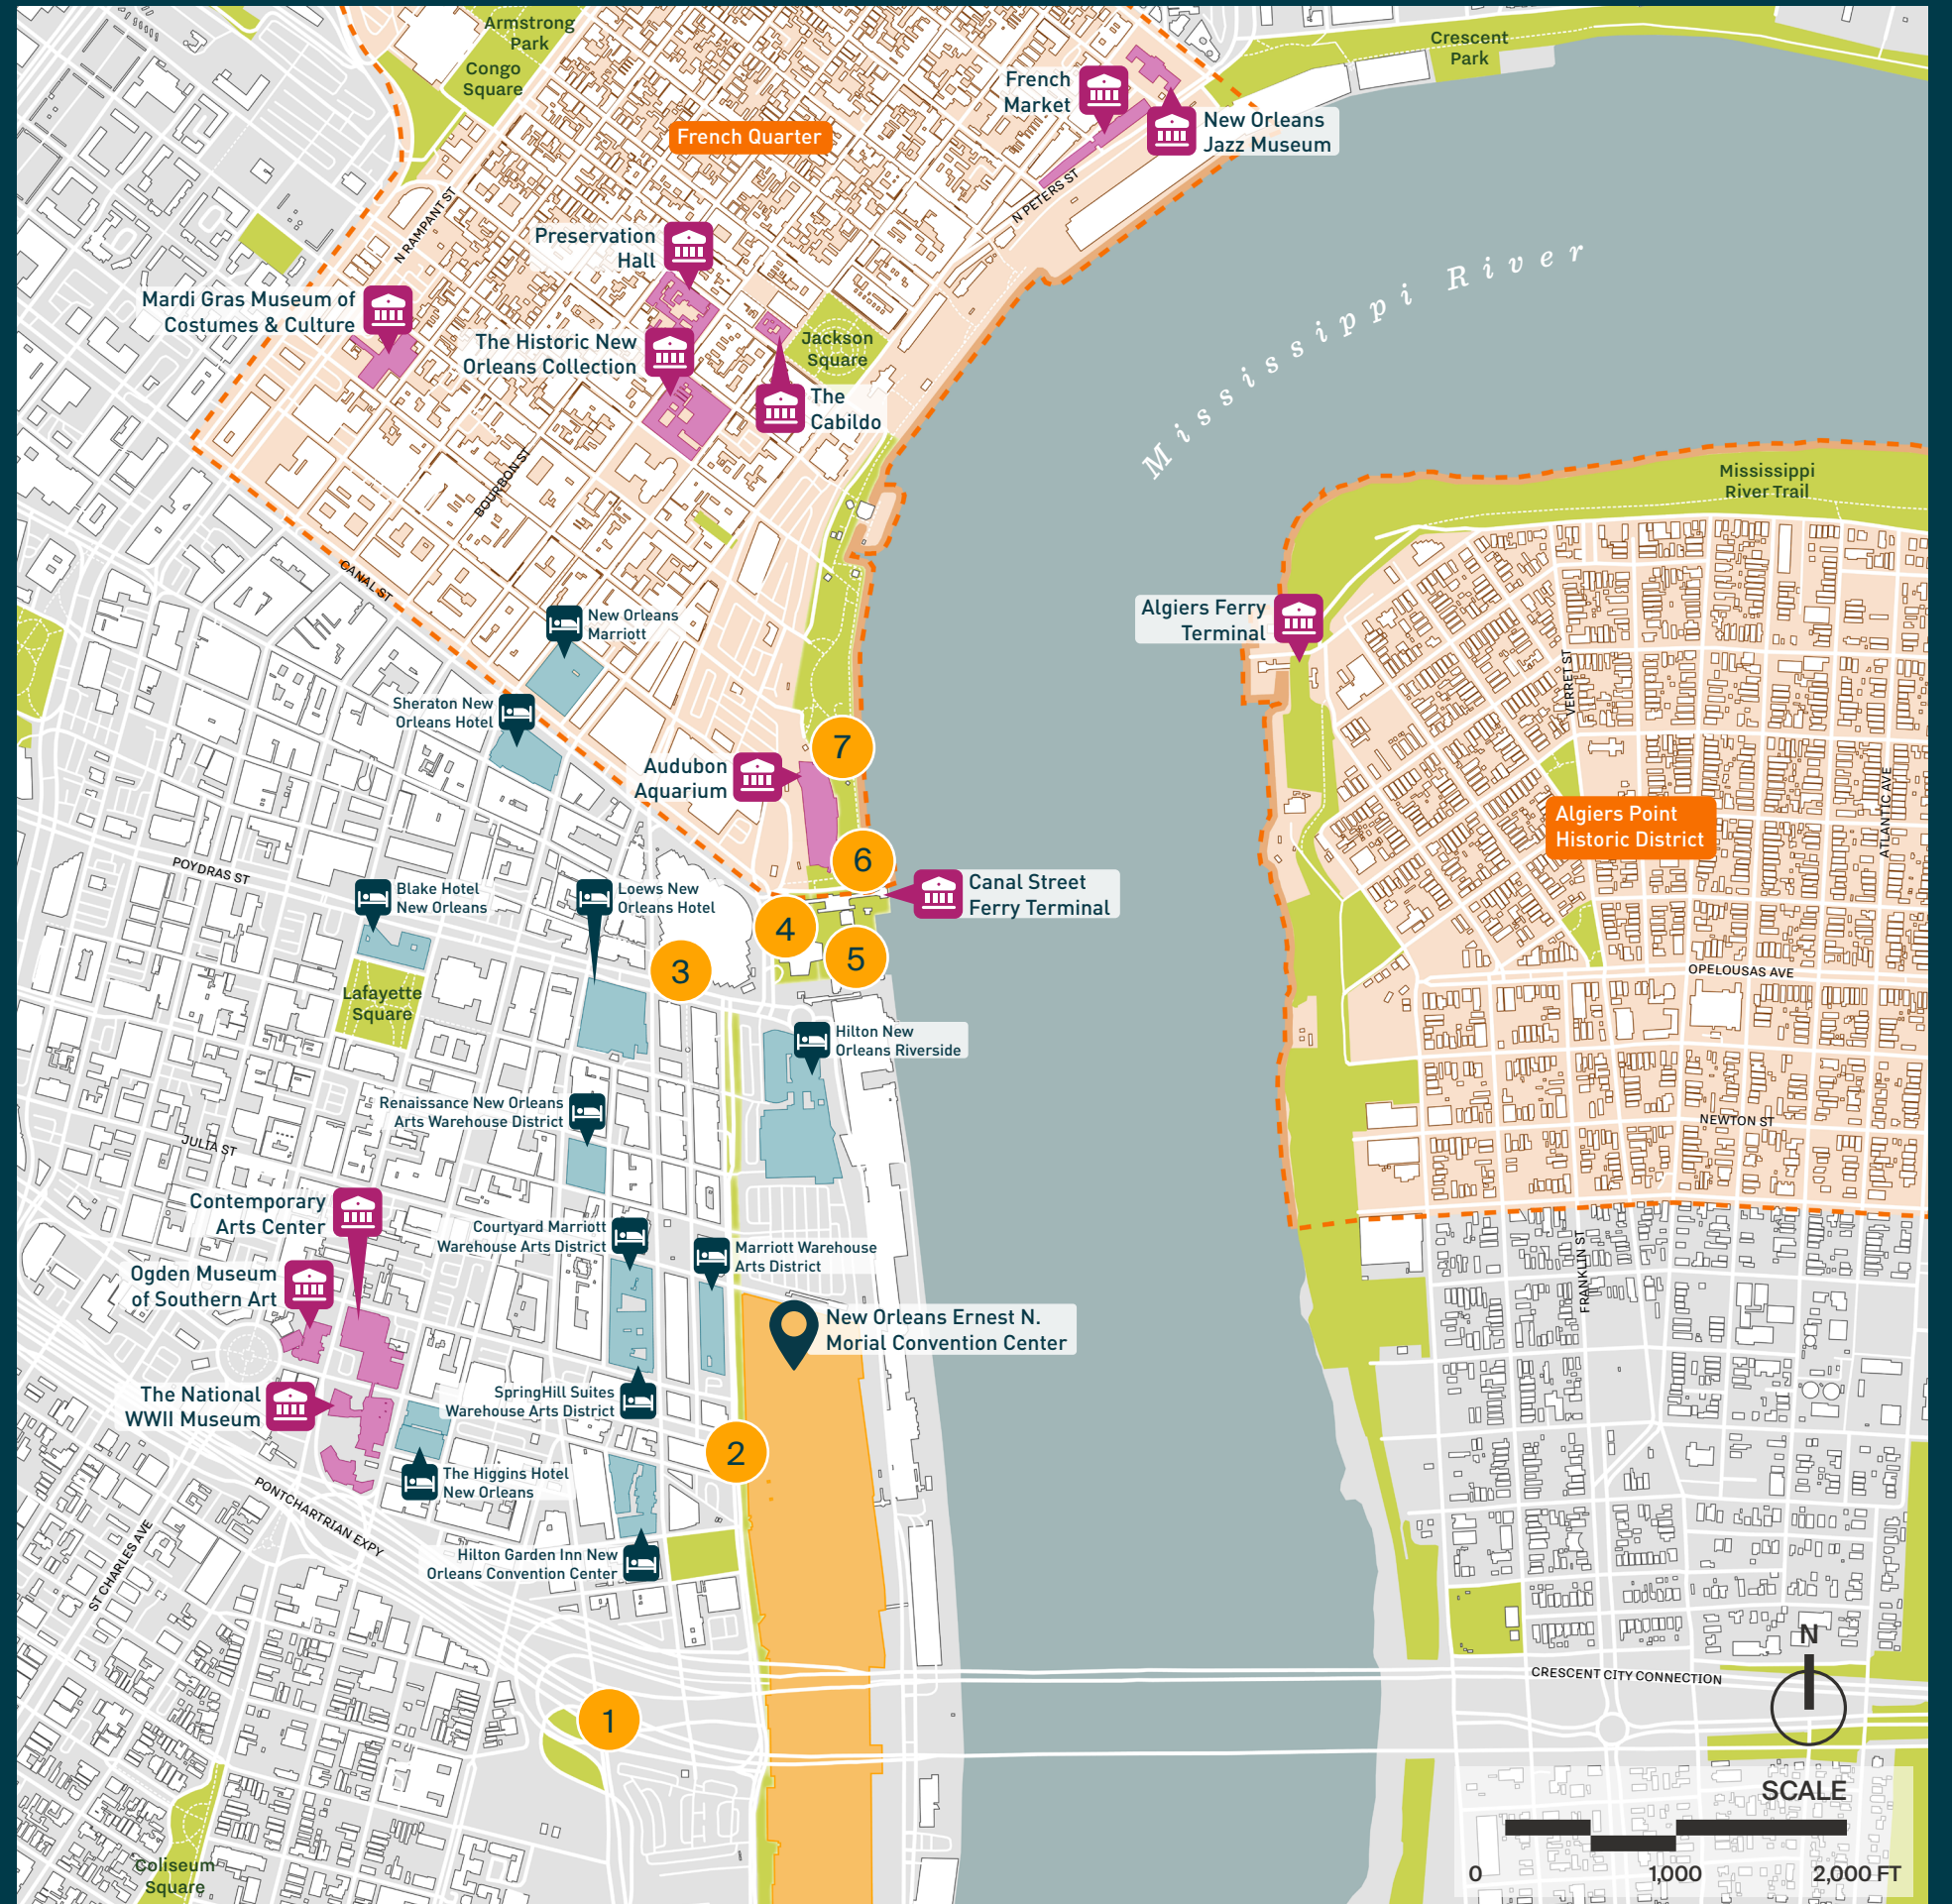 Armstrong
Park
Congo
Square
Crescent
Park
French
Market
New Orleans
Jazz Museum
French Quarter
N RAMPANT ST
N PETERS ST
Preservation
Hall
Mardi Gras Museum of
Costumes & Culture
The Historic New
Orleans Collection
Jackson
Square
The
Cabildo
Mississippi River
BOURBON ST
CANAL ST
Mississippi
River Trail
New Orleans
Marriott
Algiers Ferry
Terminal
VERRET ST
Sheraton New
Orleans Hotel
7
Audubon
Aquarium
ATLANTIC AVE
Algiers Point
Historic District
6
POYDRAS ST
Blake Hotel
New Orleans
Loews New
Orleans Hotel
Canal Street
Ferry Terminal
4
5
3
OPELOUSAS AVE
Lafayette
Square
Hilton New
Orleans Riverside
Renaissance New Orleans
Arts Warehouse District
NEWTON ST
JULIA ST
Contemporary
Arts Center
Courtyard Marriott
Warehouse Arts District
Marriott Warehouse
Arts District
FRANKLIN ST
Ogden Museum
of Southern Art
New Orleans Ernest N.
Morial Convention Center
The National
WWII Museum
SpringHill Suites
Warehouse Arts District
2
The Higgins Hotel
New Orleans
PONTCHARTRIAN EXPY
ST CHARLES AVE
Hilton Garden Inn New
Orleans Convention Center
N
CRESCENT CITY CONNECTION
1
SCALE
0 1,000 2,000 FT
Coliseum
Square